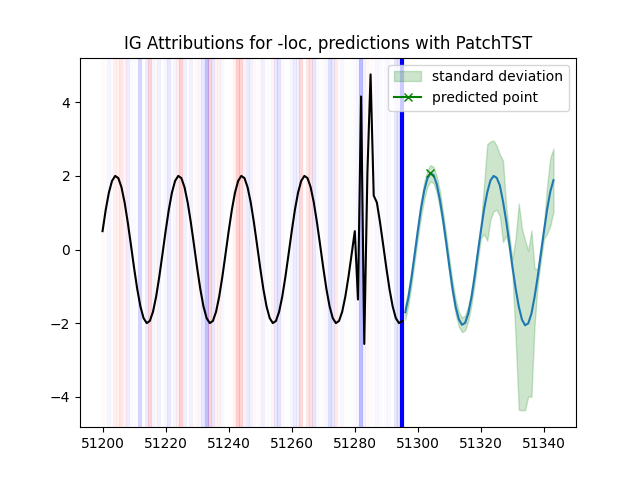 IG Attributions for -loc, predictions with PatchTST
standard deviation
predicted point
4
2
0
−2
−4
51200 51220 51240 51260 51280 51300 51320 51340